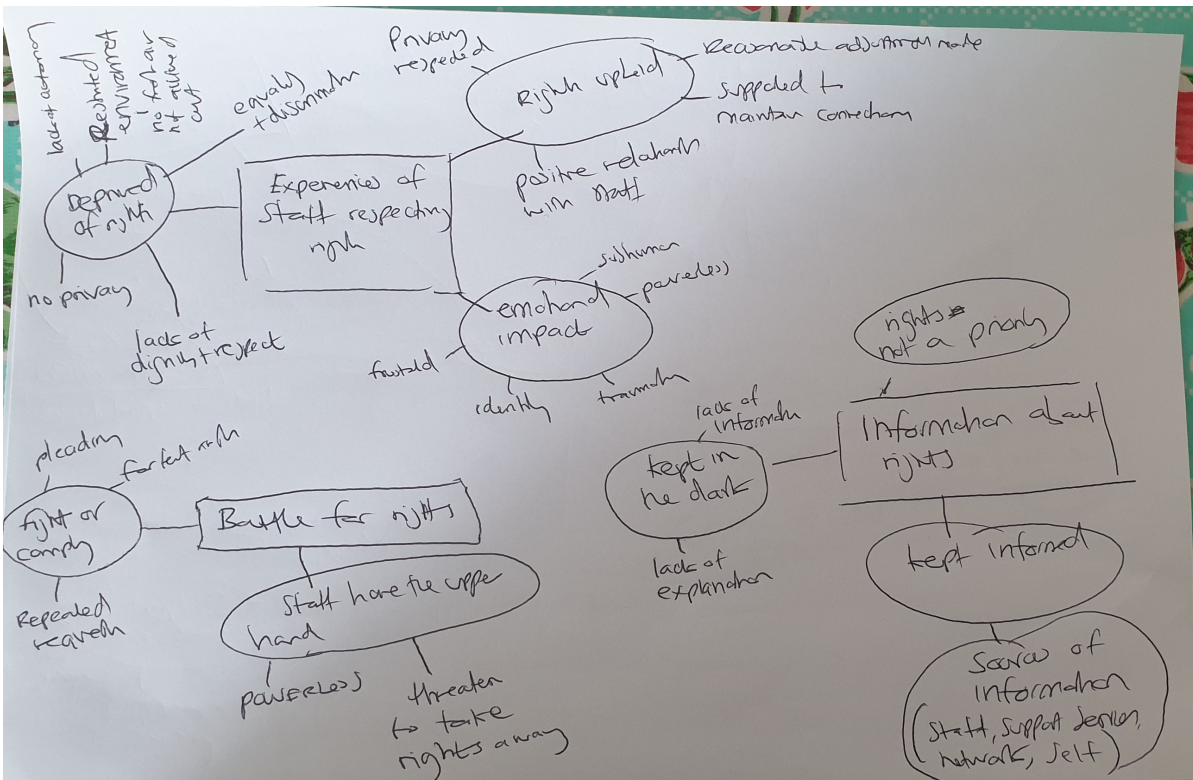 lack of autonomy
Restricted
environment
no fresh air
not allowed
out
equality
+ discrimination
Deprived
of rights
no privacy
lack of
dignity + respect
Experiences of
Staff respecting
rights
Privacy
respected
Rights upheld
Reasonable adjustments made
supported to
maintain connections
positive relationships
with staff
emotional
impact
subhuman
powerless
frustrated
identity
traumatic
rights
not a priority
Information about
rights
lack of
information
kept in
the dark
lack of
explanation
kept informed
Sources of
information
(staff, support services,
network, self)
pleading
fight or
comply
Repeated
requests
Battle for rights
Staff have the upper
hand
POWERLESS
threaten
to take
rights away